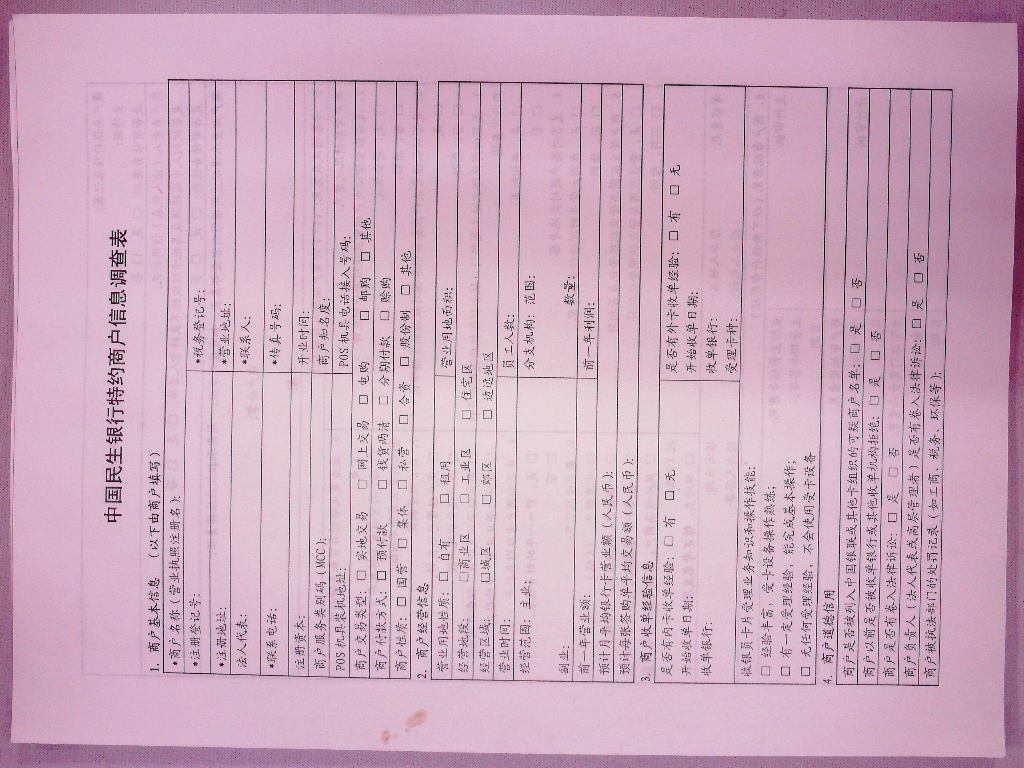 中国民生银行特约商户信息调查表
1. 商户基本信息 (以下由商户填写)
*商户名称(营业执照注册名):
*注册登记号: *税务登记号:
*注册地址: *营业地址:
法人代表: *联系人:
*联系电话: *传真号码:
注册资本: 开业时间:
商户服务类别码(MCC): 商户知名度:
POS 机具装机地址: POS 机具电话接入号码:
商户交易类型: □ 实地交易 □ 网上交易 □ 电购 □ 邮购 □ 其他
商户付款方式: □ 预付款 □ 钱货两清 □ 分期付款 □ 赊购
商户性质: □ 国营 □ 集体 □ 私营 □ 合资 □ 股份制 □ 其他
2. 商户经营信息
营业用地性质: □ 自有 □ 租用 营业用地面积:
经营地段: □ 商业区 □ 工业区 □ 住宅区
经营区域: □ 城区 □ 郊区 □ 边远地区
营业时间: 员工人数:
经营范围: 主业: 分支机构: 范围:
副业: 数量:
前一年营业额: 前一年利润:
预计月平均银行卡营业额(人民币):
预计每张签购单平均交易额(人民币):
3. 商户收单经验信息
是否有内卡收单经验: □ 有 □ 无 是否有外卡收单经验: □ 有 □ 无
开始收单日期: 开始收单日期:
收单银行: 收单银行:
受理卡种:
收银员卡片受理业务知识和操作技能:
□ 经验丰富, 受卡设备操作熟练;
□ 有一定受理经验, 能完成基本操作;
□ 无任何受理经验、不会使用受卡设备
4. 商户道德信用
商户是否被列入中国银联或其他卡组织的可疑商户名单: □ 是 □ 否
商户以前是否被收单银行或其他收单机构拒绝: □ 是 □ 否
商户是否有卷入法律诉讼: □ 是 □ 否
商户负责人(法人代表或高层管理者)是否有卷入法律诉讼: □ 是 □ 否
商户被执法部门的处罚记录(如工商、税务、环保等):